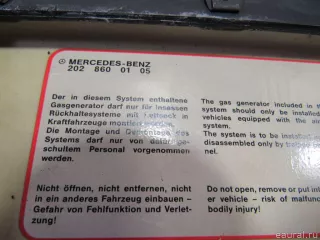 MERCEDES-BENZ
202 860 01 05
Der in diesem System enthaltene
Gasgenerator darf nur für Insassen
Rückhaltesysteme mit Luftsack in
Kraftfahrzeuge montiert werden.
Die Montage und Demontage des
Systems darf nur von dafür ge-
schultem Personal vorgenommen
werden.
Nicht öffnen, nicht entfernen, nicht
in ein anderes Fahrzeug einbauen –
Gefahr von Fehlfunktion und Verlet-
zung!
The gas generator included in
system should only be installed
vehicles equipped with the
system.
The system is to be
disassembled only by
nel.
Do not open, remove or put
er vehicle – risk of
bodily injury!
eauraf.ru